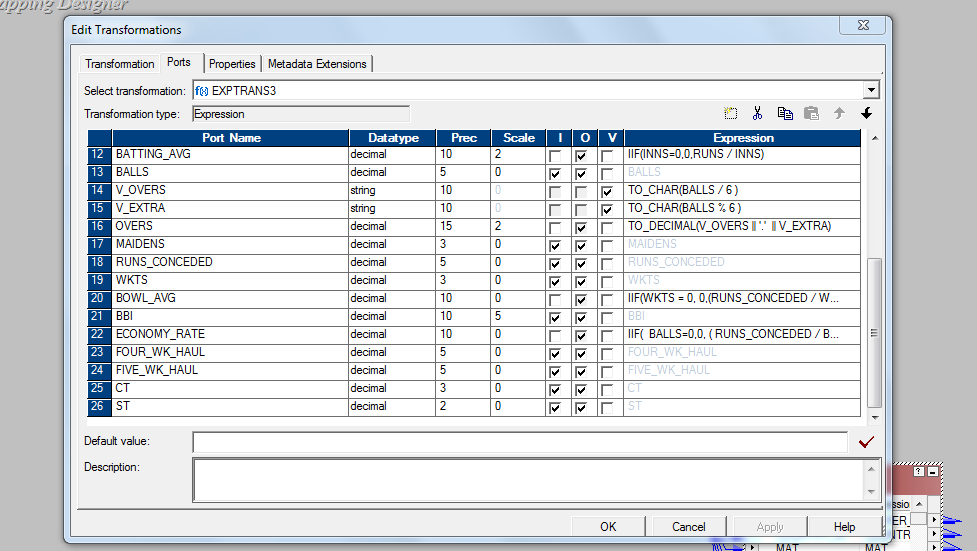 apping Designer
Edit Transformations
Transformation Ports Properties Metadata Extensions
Select transformation: f(x) EXPTRANS3
Transformation type: Expression
Port Name Datatype Prec Scale I O V Expression
12 BATTING_AVG decimal 10 2 IIF(INNS=0,0,RUNS / INNS)
13 BALLS decimal 5 0 BALLS
14 V_OVERS string 10 0 TO_CHAR(BALLS / 6 )
15 V_EXTRA string 10 0 TO_CHAR(BALLS % 6 )
16 OVERS decimal 15 2 TO_DECIMAL(V_OVERS || '.' || V_EXTRA)
17 MAIDENS decimal 3 0 MAIDENS
18 RUNS_CONCEDED decimal 5 0 RUNS_CONCEDED
19 WKTS decimal 3 0 WKTS
20 BOWL_AVG decimal 10 0 IIF(WKTS = 0, 0,(RUNS_CONCEDED / W...
21 BBI decimal 10 5 BBI
22 ECONOMY_RATE decimal 10 0 IIF( BALLS=0,0, ( RUNS_CONCEDED / B...
23 FOUR_WK_HAUL decimal 5 0 FOUR_WK_HAUL
24 FIVE_WK_HAUL decimal 5 0 FIVE_WK_HAUL
25 CT decimal 3 0 CT
26 ST decimal 2 0 ST
Default value:
Description:
OK Cancel Apply Help
ssio
ER_
NTR
MAT MAT